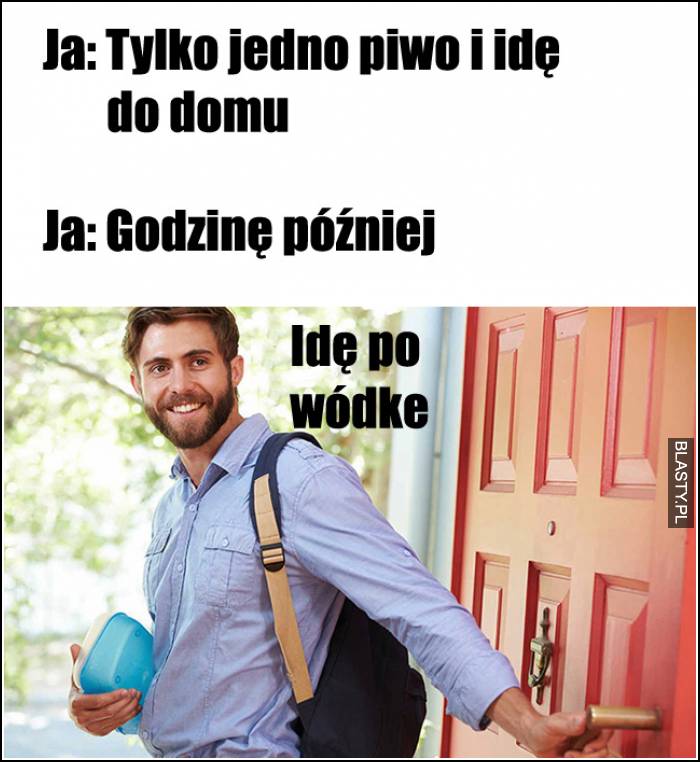 Ja: Tylko jedno piwo i idę
do domu
Ja: Godzinę później
Idę po
wódke
BLASTY.PL